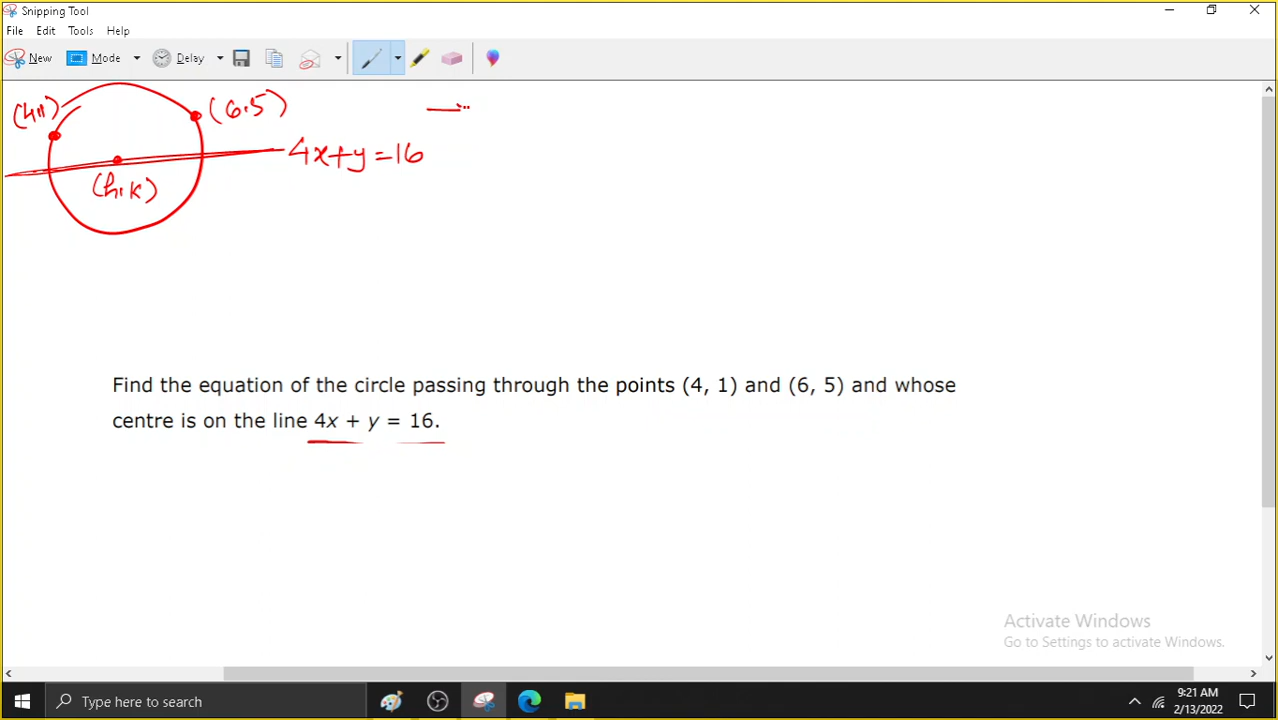 Snipping Tool
File Edit Tools Help
New Mode Delay
(4,1) (6,5)
4x+y=16
(h,k)
Find the equation of the circle passing through the points (4, 1) and (6, 5) and whose
centre is on the line 4x + y = 16.
Activate Windows
Go to Settings to activate Windows.
Type here to search
9:21 AM
2/13/2022